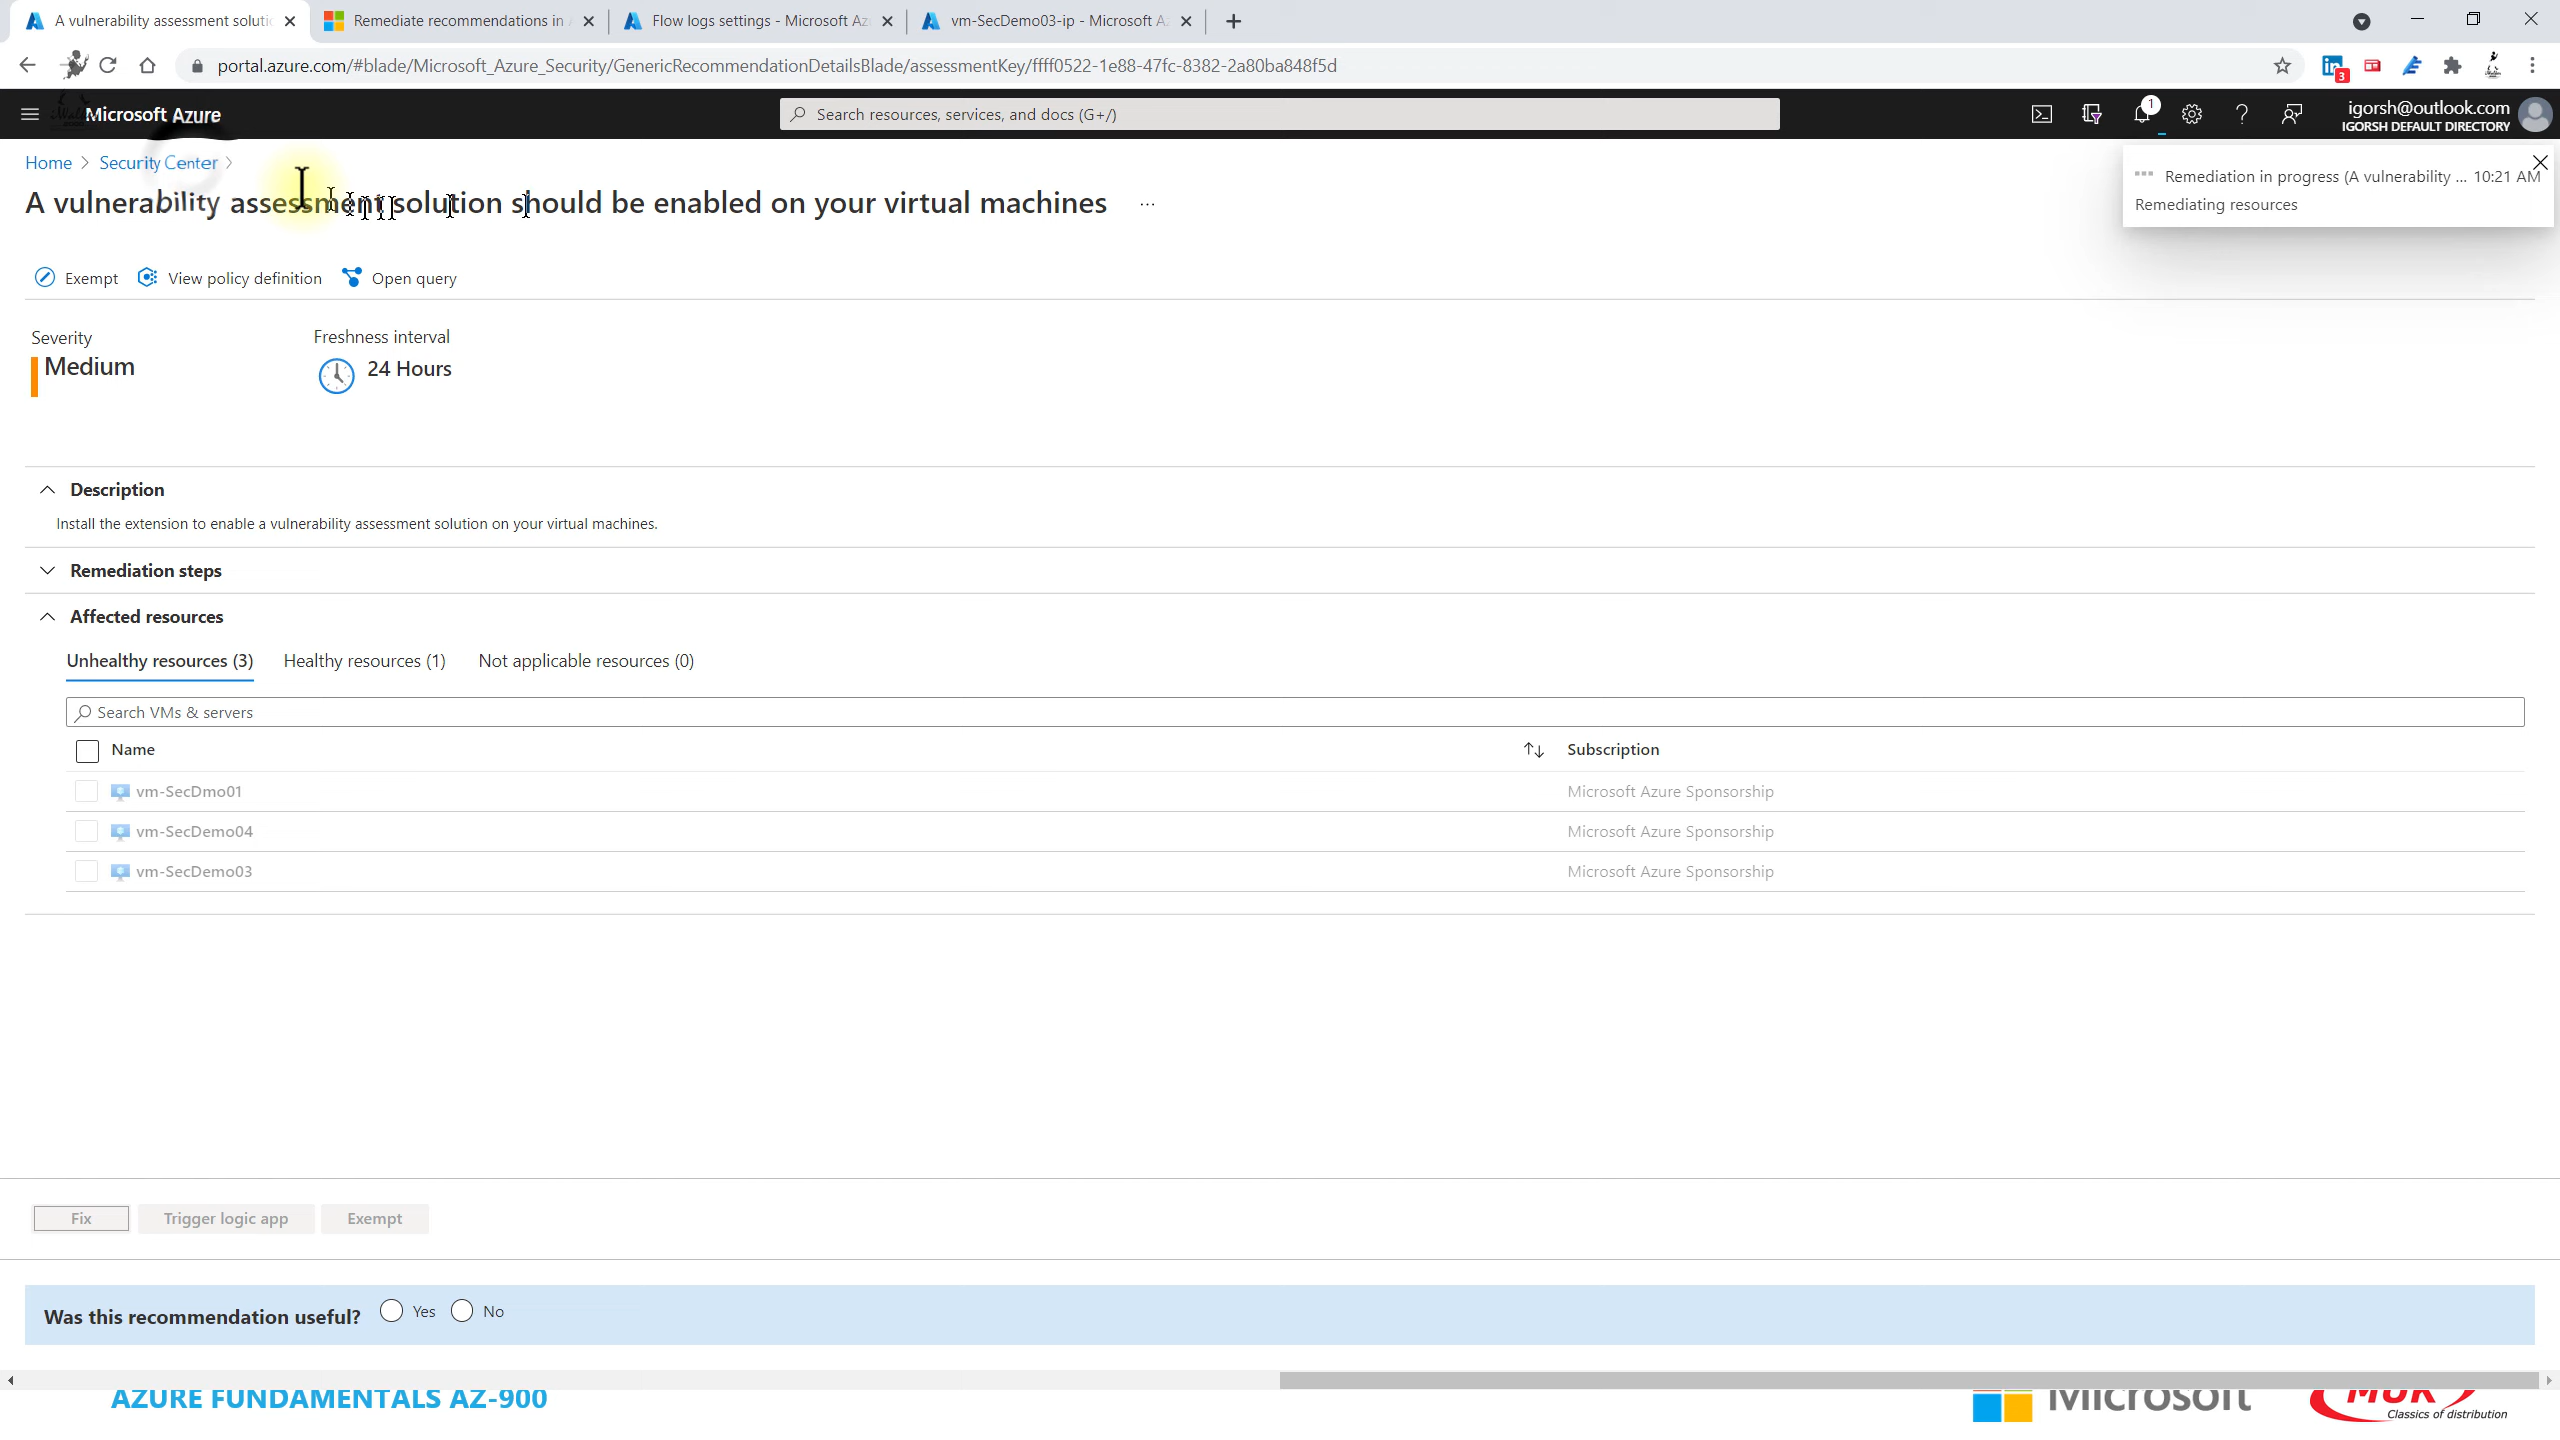 A vulnerability assessment soluti
Remediate recommendations in
Flow logs settings - Microsoft Az
vm-SecDemo03-ip - Microsoft A
portal.azure.com/#blade/Microsoft_Azure_Security/GenericRecommendationDetailsBlade/assessmentKey/ffff0522-1e88-47fc-8382-2a80ba848f5d
3
Microsoft Azure
Search resources, services, and docs (G+/)
1
igorsh@outlook.com
IGORSH DEFAULT DIRECTORY
Home > Security Center >
A vulnerability assessment solution should be enabled on your virtual machines ...
Remediation in progress (A vulnerability ... 10:21 AM
Remediating resources
Exempt
View policy definition
Open query
Severity
Medium
Freshness interval
24 Hours
Description
Install the extension to enable a vulnerability assessment solution on your virtual machines.
Remediation steps
Affected resources
Unhealthy resources (3)
Healthy resources (1)
Not applicable resources (0)
Search VMs & servers
Name
Subscription
vm-SecDmo01
Microsoft Azure Sponsorship
vm-SecDemo04
Microsoft Azure Sponsorship
vm-SecDemo03
Microsoft Azure Sponsorship
Fix
Trigger logic app
Exempt
Was this recommendation useful?
Yes
No
AZURE FUNDAMENTALS AZ-900
Microsoft
MUK
Classics of distribution